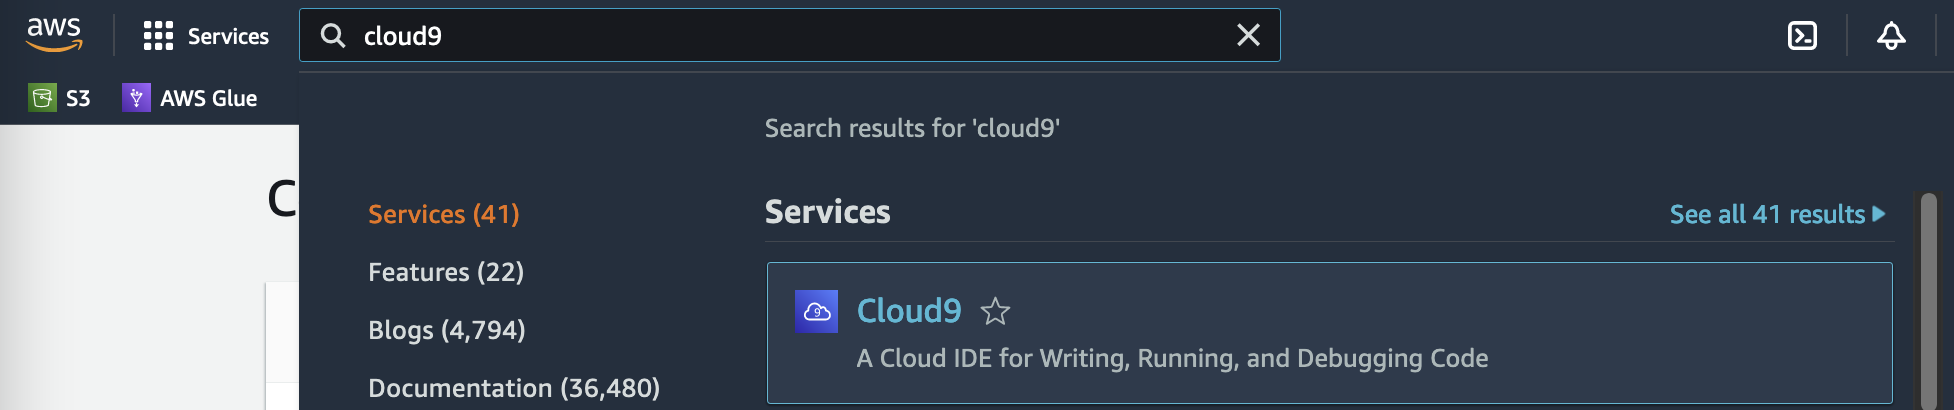 aws
Services
cloud9
S3
AWS Glue
Search results for 'cloud9'
C
Services (41)
Features (22)
Blogs (4,794)
Documentation (36,480)
Services
See all 41 results
9
Cloud9
A Cloud IDE for Writing, Running, and Debugging Code